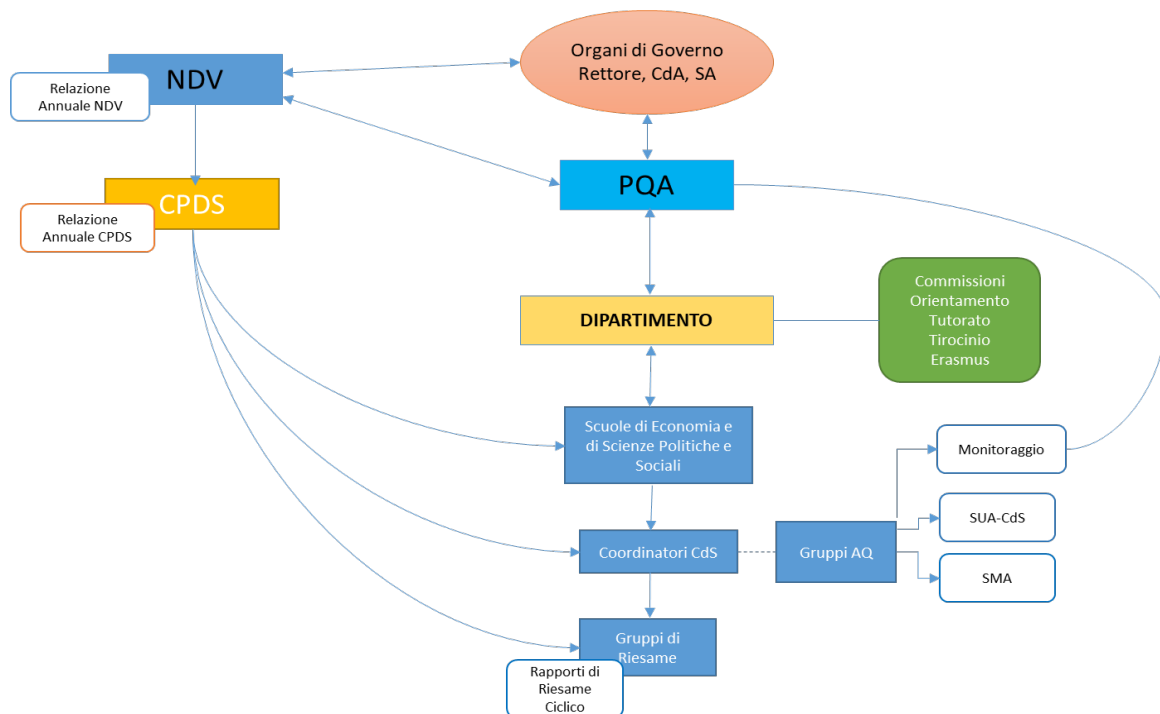 Organi di Governo
Rettore, CdA, SA
NDV
Relazione
Annuale NDV
PQA
CPDS
Relazione
Annuale CPDS
Commissioni
Orientamento
Tutorato
Tirocinio
Erasmus
DIPARTIMENTO
Scuole di Economia e
di Scienze Politiche e
Sociali
Monitoraggio
SUA-CdS
Coordinatori CdS
Gruppi AQ
SMA
Gruppi di
Riesame
Rapporti di
Riesame
Ciclico